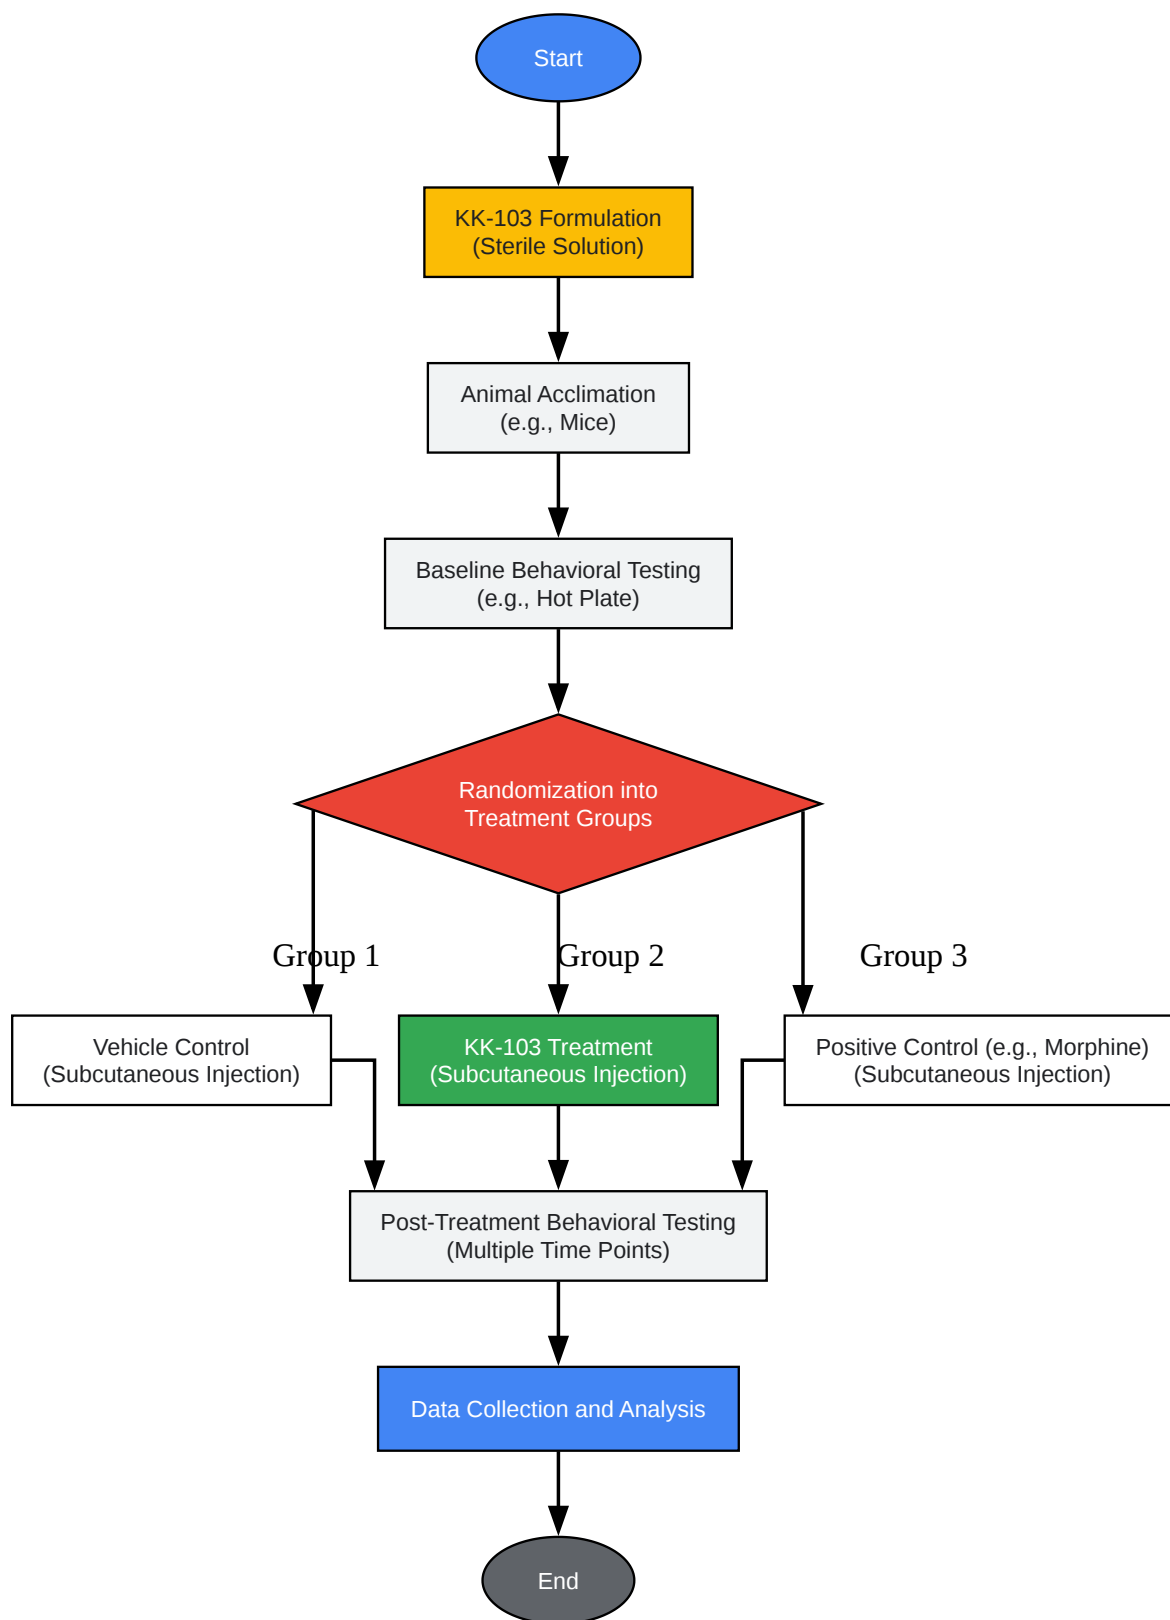 Start
KK-103 Formulation
(Sterile Solution)
Animal Acclimation
(e.g., Mice)
Baseline Behavioral Testing
(e.g., Hot Plate)
Randomization into
Treatment Groups
Group 1
Group 2
Group 3
Vehicle Control
(Subcutaneous Injection)
KK-103 Treatment
(Subcutaneous Injection)
Positive Control (e.g., Morphine)
(Subcutaneous Injection)
Post-Treatment Behavioral Testing
(Multiple Time Points)
Data Collection and Analysis
End